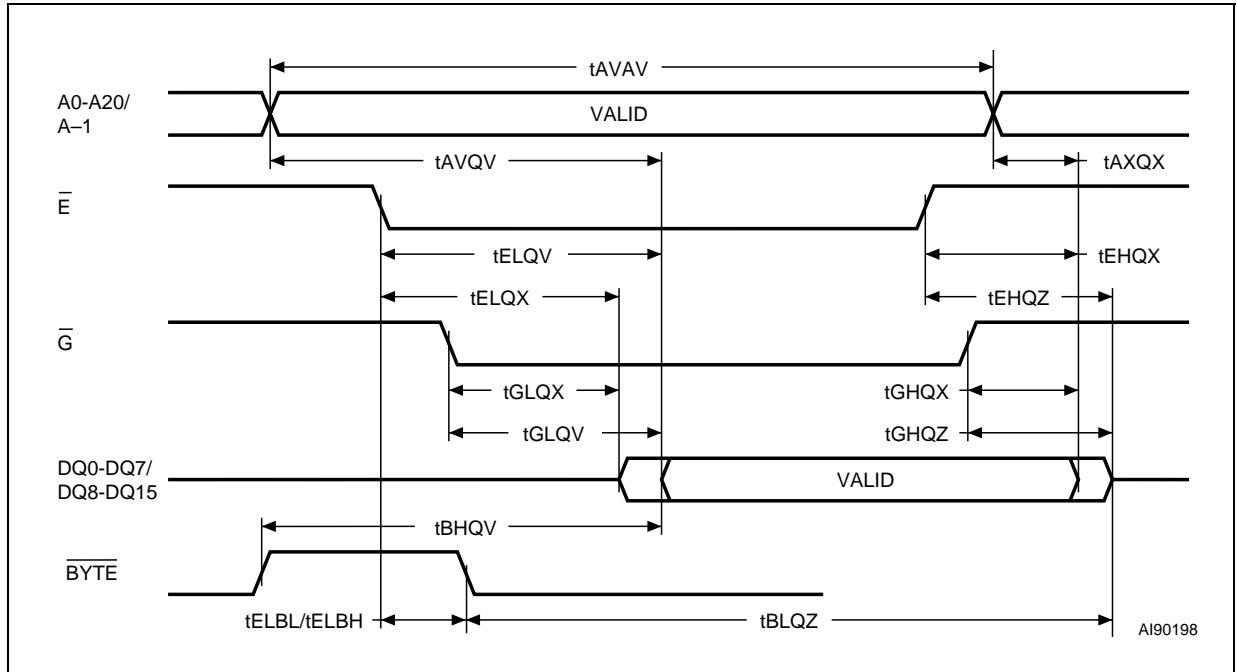 tAVAV
A0-A20/
A–1
VALID
tAVQV
tAXQX
E̅
tELQV
tEHQX
tELQX
tEHQZ
G̅
tGLQX
tGHQX
tGLQV
tGHQZ
DQ0-DQ7/
DQ8-DQ15
VALID
tBHQV
B̅Y̅T̅E̅
tELBL/tELBH
tBLQZ
AI90198